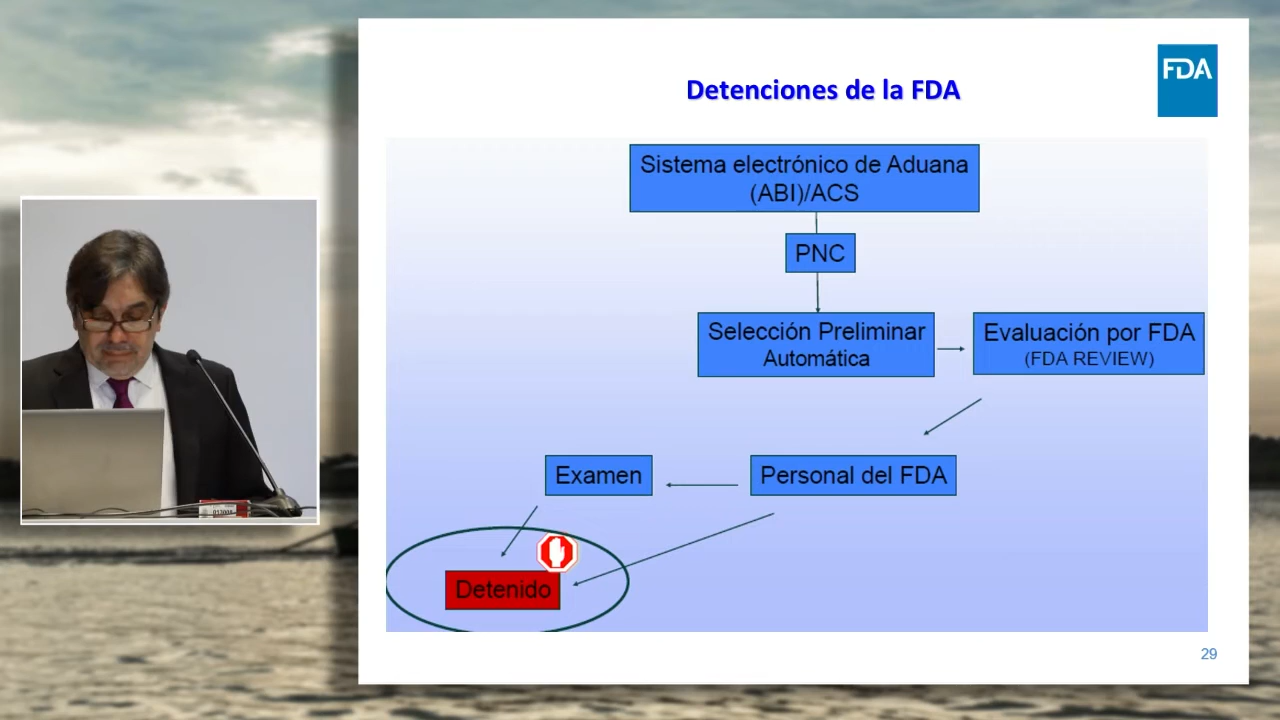 FDA
Detenciones de la FDA
Sistema electrónico de Aduana
(ABI)/ACS
PNC
Selección Preliminar
Automática
Evaluación por FDA
(FDA REVIEW)
Examen
Personal del FDA
Detenido
29